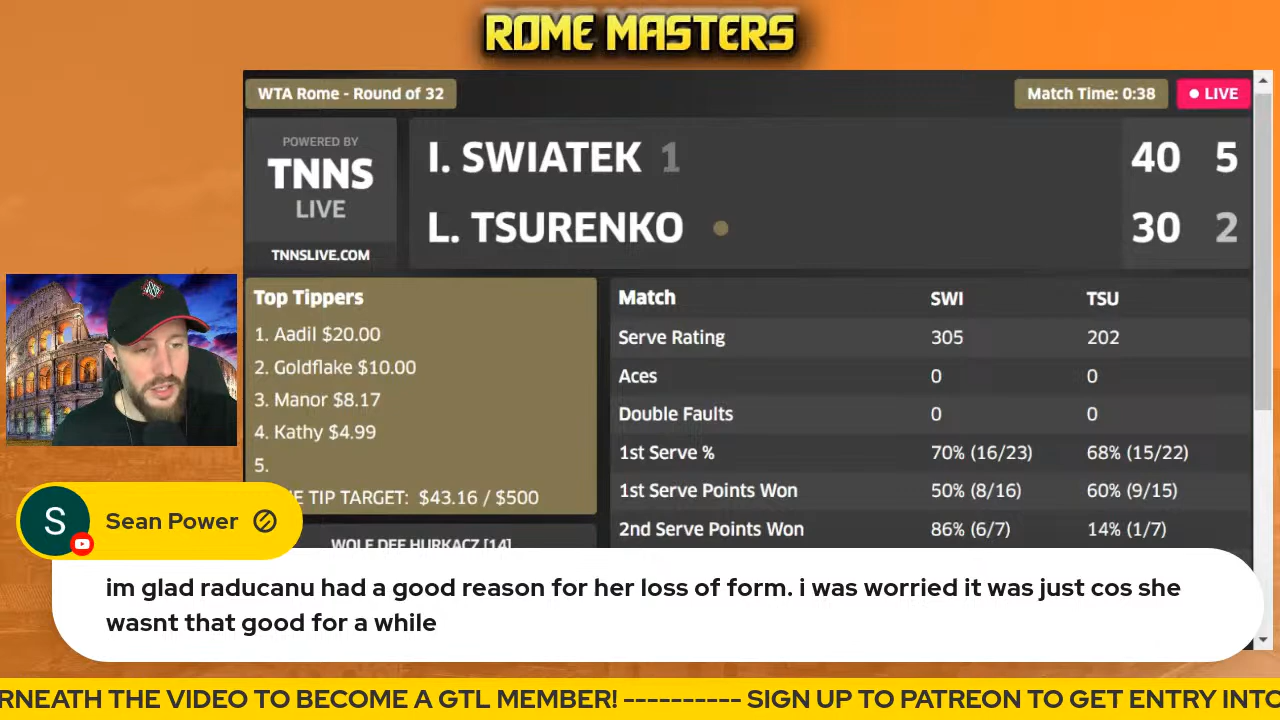 ROME MASTERS
WTA Rome - Round of 32
Match Time: 0:38
LIVE
POWERED BY
TNNS
LIVE
TNNSLIVE.COM
I. SWIATEK 1 40 5
L. TSURENKO 30 2
Top Tippers
1. Aadil $20.00
2. Goldflake $10.00
3. Manor $8.17
4. Kathy $4.99
5.
TIP TARGET: $43.16 / $500
WOLF DEF HURKACZ [14]
Match SWI TSU
Serve Rating 305 202
Aces 0 0
Double Faults 0 0
1st Serve % 70% (16/23) 68% (15/22)
1st Serve Points Won 50% (8/16) 60% (9/15)
2nd Serve Points Won 86% (6/7) 14% (1/7)
S
Sean Power
im glad raducanu had a good reason for her loss of form. i was worried it was just cos she
wasnt that good for a while
RNEATH THE VIDEO TO BECOME A GTL MEMBER! ---------- SIGN UP TO PATREON TO GET ENTRY INTO